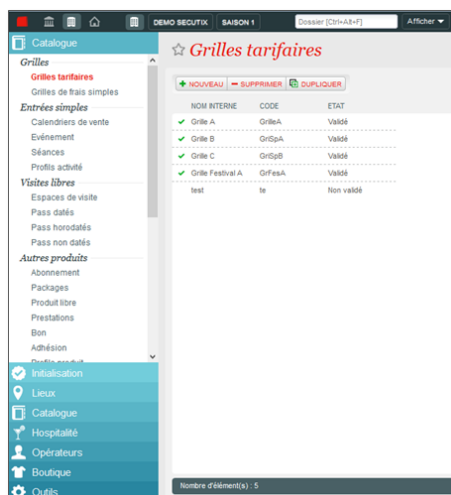 DEMO SECUTIX SAISON 1 Dossier [Ctrl+Alt+F] Afficher
Catalogue
Grilles
Grilles tarifaires
Grilles de frais simples
Entrées simples
Calendriers de vente
Evénement
Séances
Profils activité
Visites libres
Espaces de visite
Pass datés
Pass horodatés
Pass non datés
Autres produits
Abonnement
Packages
Produit libre
Prestations
Bon
Adhésion
Profils produit
Initialisation
Lieux
Catalogue
Hospitalité
Opérateurs
Boutique
Outils
Grilles tarifaires
NOUVEAU SUPPRIMER DUPLIQUER
NOM INTERNE CODE ETAT
Grille A GrilleA Validé
Grille B GriSpA Validé
Grille C GriSpB Validé
Grille Festival A GrFesA Validé
test te Non validé
Nombre d'élément(s) : 5